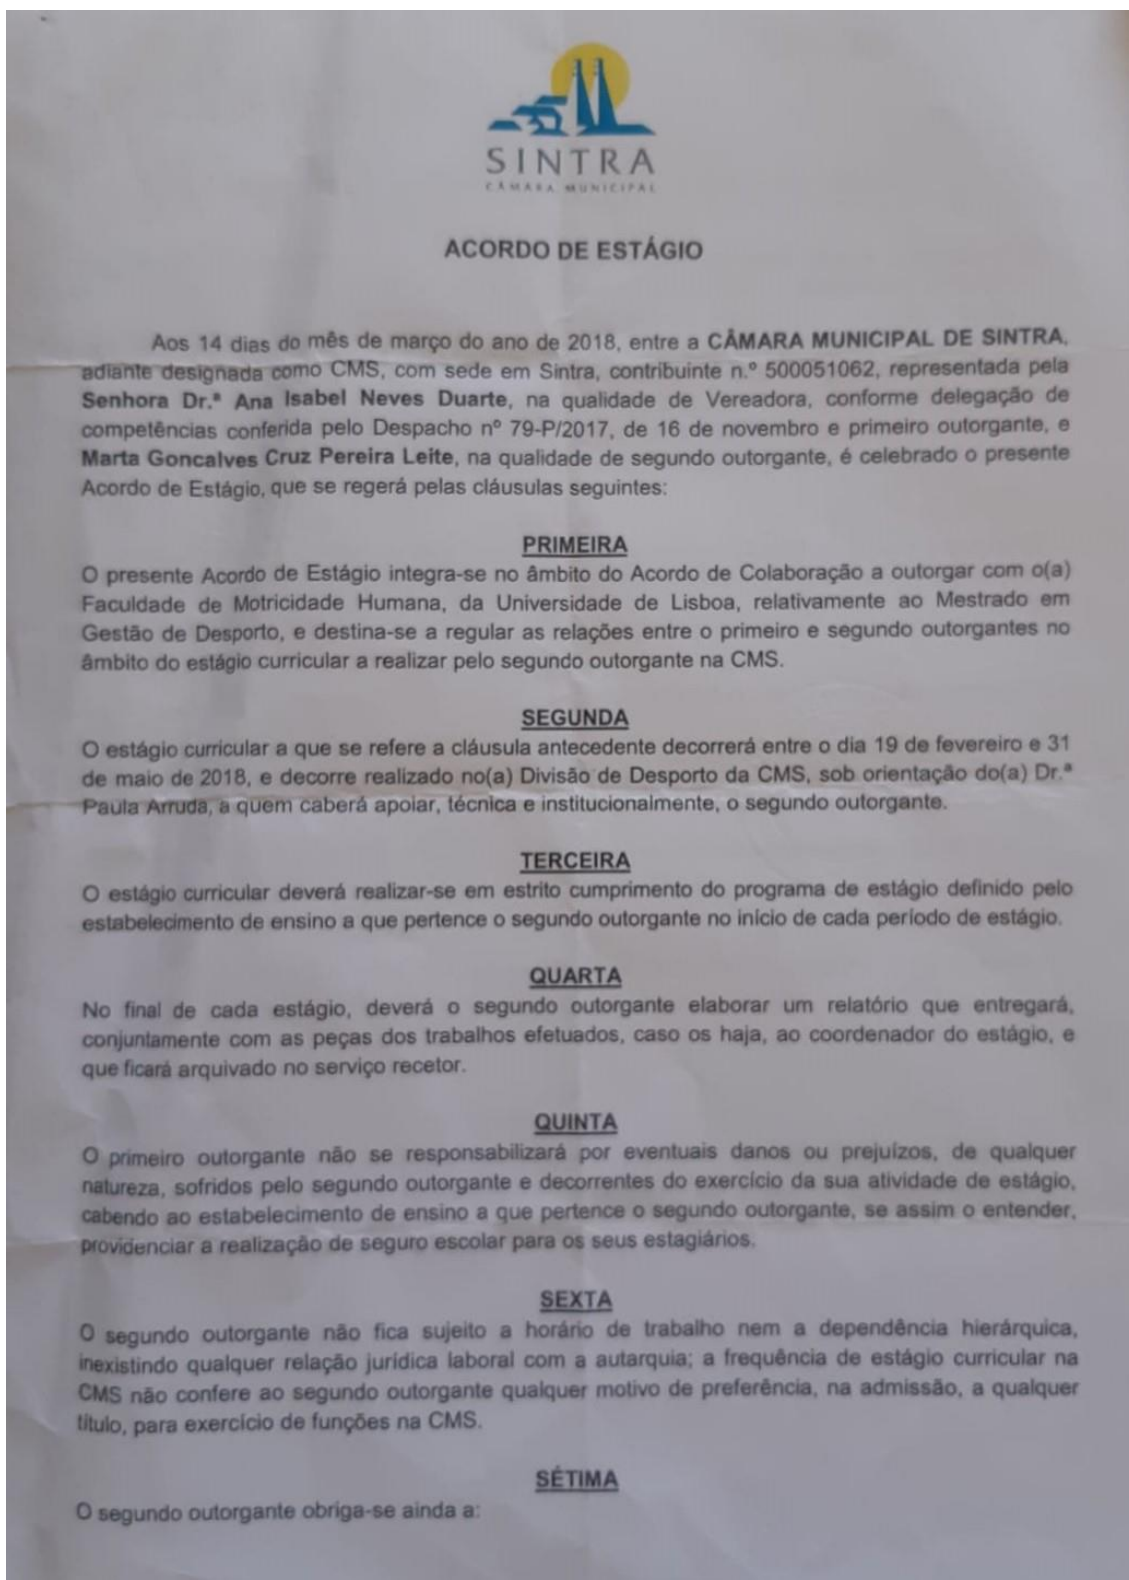 SINTRA
CÂMARA MUNICIPAL
ACORDO DE ESTÁGIO
Aos 14 dias do mês de março do ano de 2018, entre a CÂMARA MUNICIPAL DE SINTRA,
adiante designada como CMS, com sede em Sintra, contribuinte n.º 500051062, representada pela
Senhora Dr.ª Ana Isabel Neves Duarte, na qualidade de Vereadora, conforme delegação de
competências conferida pelo Despacho nº 79-P/2017, de 16 de novembro e primeiro outorgante, e
Marta Goncalves Cruz Pereira Leite, na qualidade de segundo outorgante, é celebrado o presente
Acordo de Estágio, que se regerá pelas cláusulas seguintes:
PRIMEIRA
O presente Acordo de Estágio integra-se no âmbito do Acordo de Colaboração a outorgar com o(a)
Faculdade de Motricidade Humana, da Universidade de Lisboa, relativamente ao Mestrado em
Gestão de Desporto, e destina-se a regular as relações entre o primeiro e segundo outorgantes no
âmbito do estágio curricular a realizar pelo segundo outorgante na CMS.
SEGUNDA
O estágio curricular a que se refere a cláusula antecedente decorrerá entre o dia 19 de fevereiro e 31
de maio de 2018, e decorre realizado no(a) Divisão de Desporto da CMS, sob orientação do(a) Dr.ª
Paula Arruda, a quem caberá apoiar, técnica e institucionalmente, o segundo outorgante.
TERCEIRA
O estágio curricular deverá realizar-se em estrito cumprimento do programa de estágio definido pelo
estabelecimento de ensino a que pertence o segundo outorgante no início de cada período de estágio.
QUARTA
No final de cada estágio, deverá o segundo outorgante elaborar um relatório que entregará,
conjuntamente com as peças dos trabalhos efetuados, caso os haja, ao coordenador do estágio, e
que ficará arquivado no serviço recetor.
QUINTA
O primeiro outorgante não se responsabilizará por eventuais danos ou prejuízos, de qualquer
natureza, sofridos pelo segundo outorgante e decorrentes do exercício da sua atividade de estágio,
cabendo ao estabelecimento de ensino a que pertence o segundo outorgante, se assim o entender,
providenciar a realização de seguro escolar para os seus estagiários.
SEXTA
O segundo outorgante não fica sujeito a horário de trabalho nem a dependência hierárquica,
inexistindo qualquer relação jurídica laboral com a autarquia; a frequência de estágio curricular na
CMS não confere ao segundo outorgante qualquer motivo de preferência, na admissão, a qualquer
título, para exercício de funções na CMS.
SÉTIMA
O segundo outorgante obriga-se ainda a: